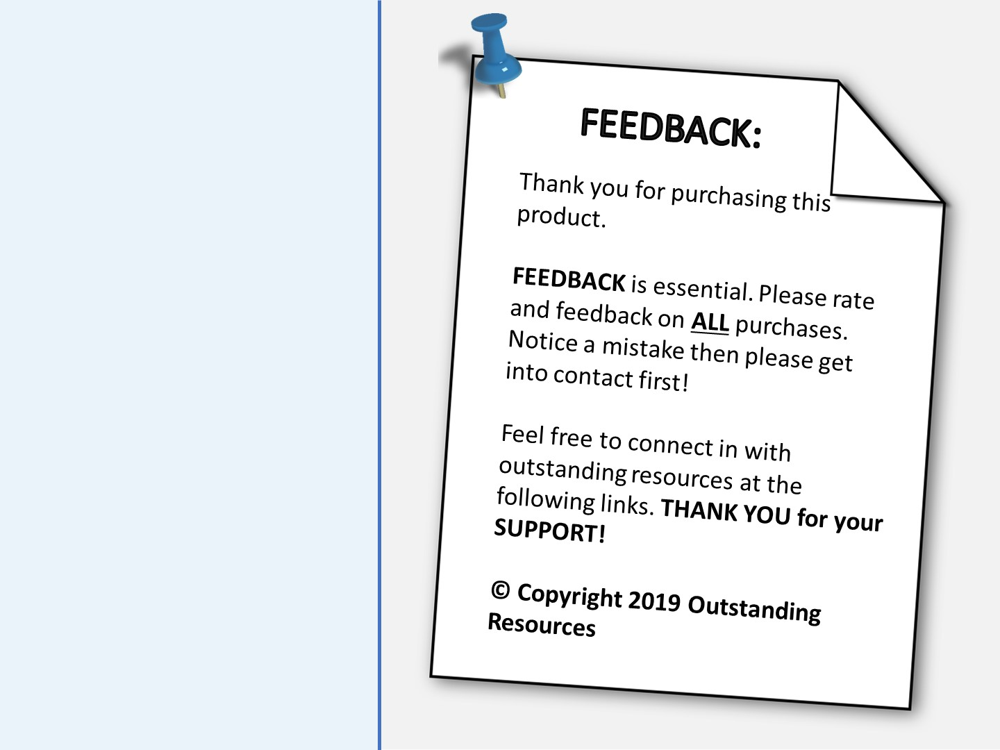 FEEDBACK:
Thank you for purchasing this
product.
FEEDBACK is essential. Please rate
and feedback on ALL purchases.
Notice a mistake then please get
into contact first!
Feel free to connect in with
outstanding resources at the
following links. THANK YOU for your
SUPPORT!
© Copyright 2019 Outstanding
Resources